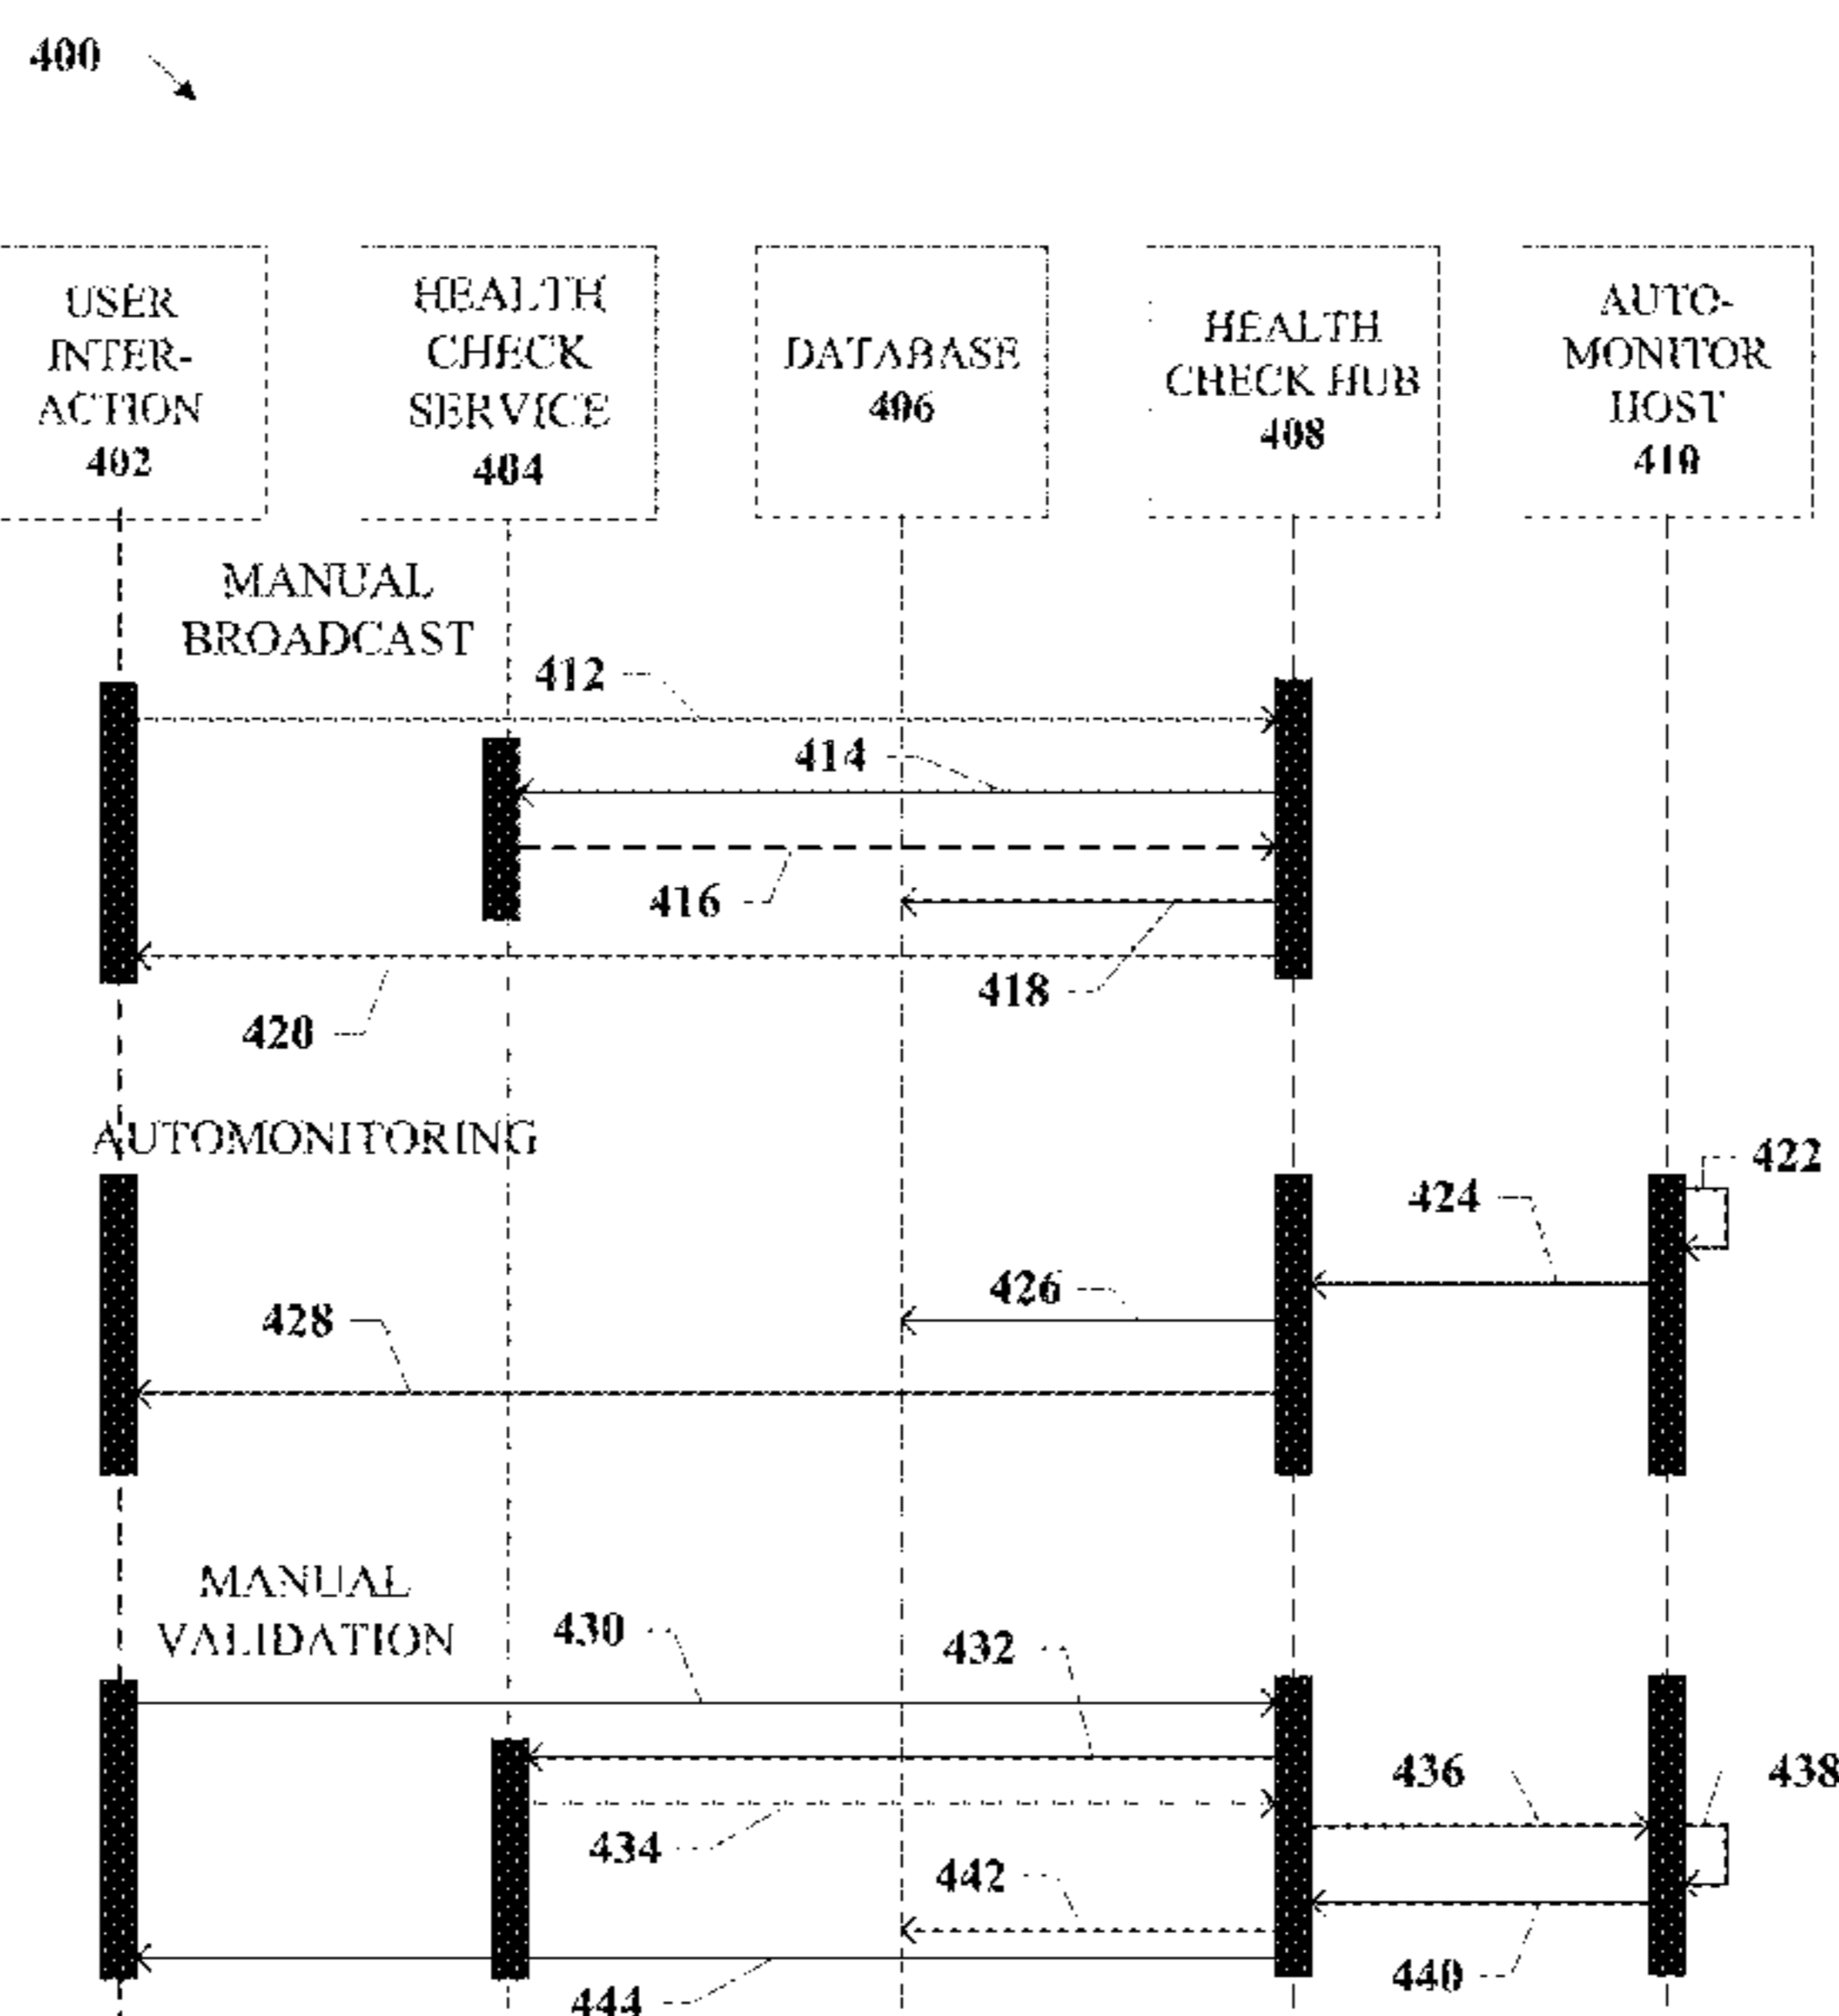 400
USER
INTER-
ACTION
402
HEALTH
CHECK
SERVICE
404
DATABASE
406
HEALTH
CHECK HUB
408
AUTO-
MONITOR
HOST
410
MANUAL
BROADCAST
412
414
416
418
420
AUTOMONITORING
422
424
426
428
MANUAL
VALIDATION
430
432
436
438
434
442
440
444